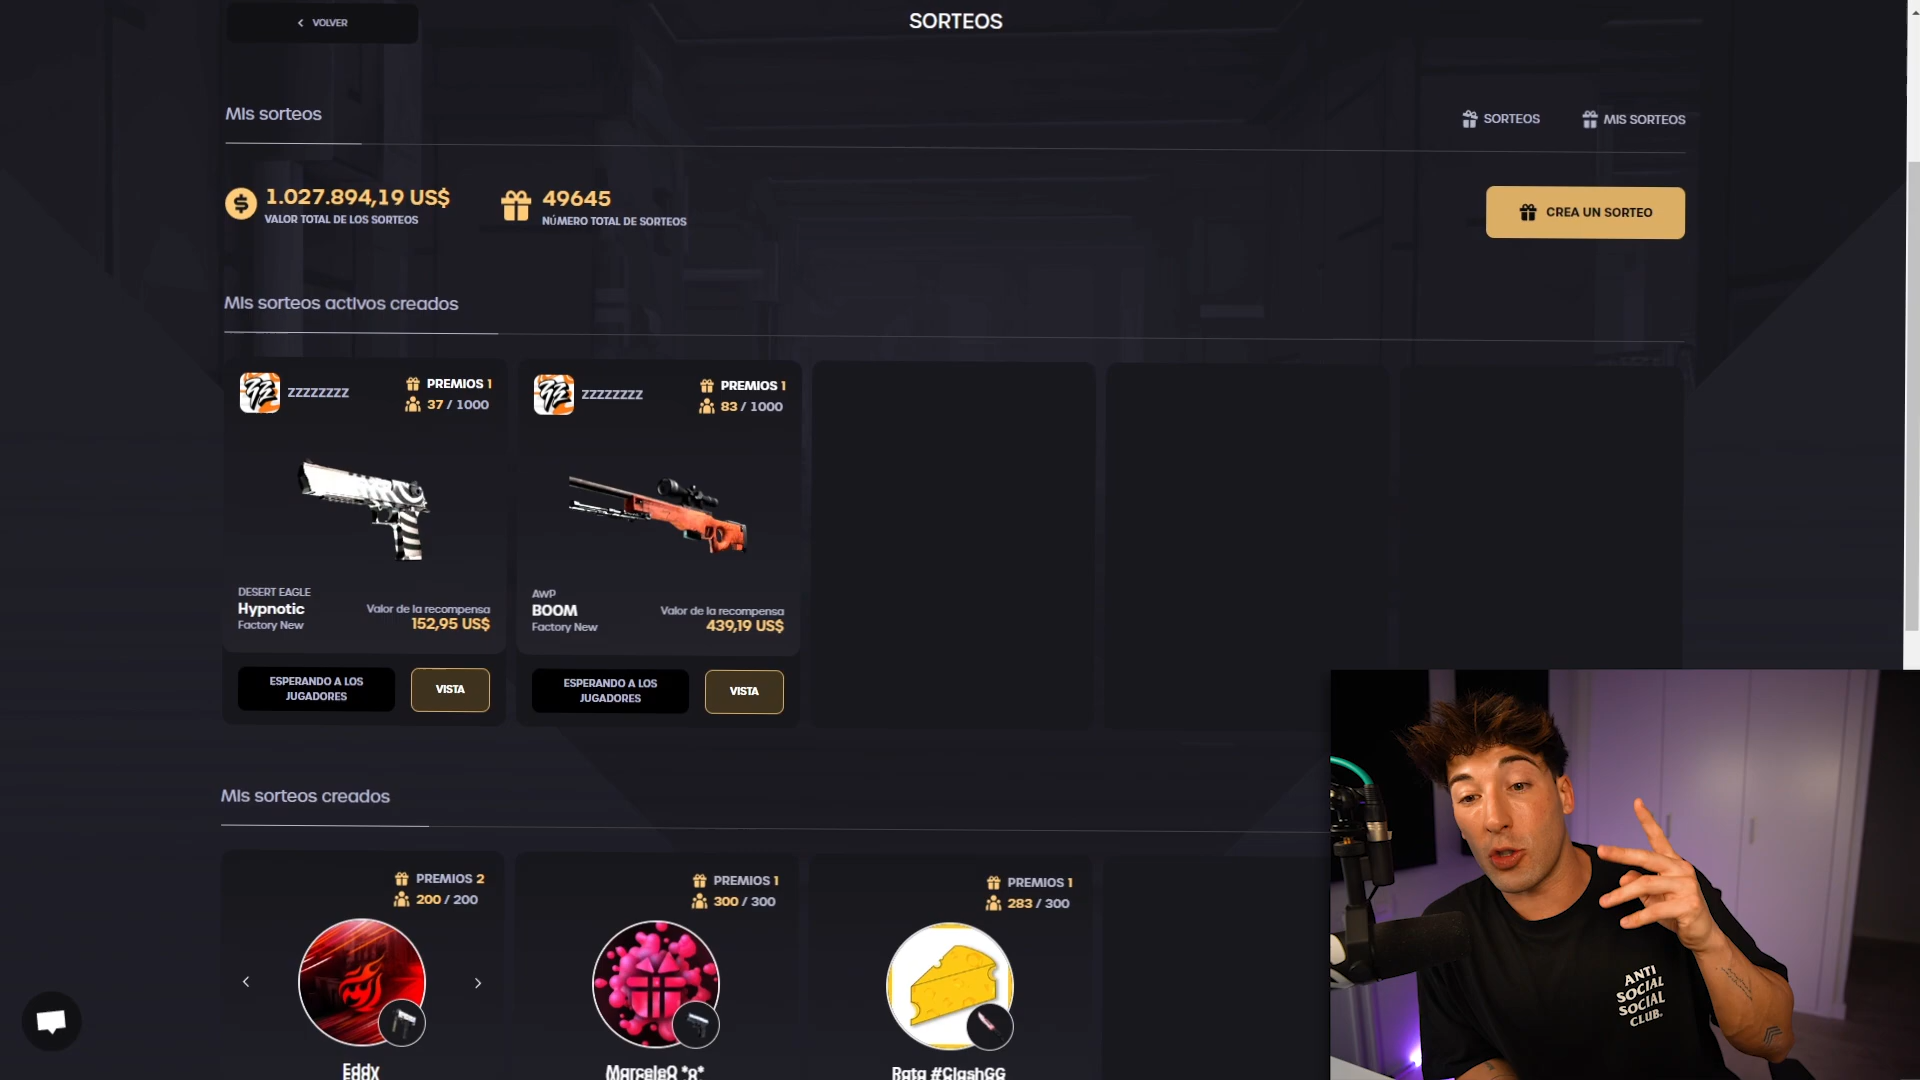 VOLVER
SORTEOS
Mis sorteos
SORTEOS
MIS SORTEOS
1.027.894,19 US$
VALOR TOTAL DE LOS SORTEOS
49645
NÚMERO TOTAL DE SORTEOS
CREA UN SORTEO
Mis sorteos activos creados
zzzzzzzz
PREMIOS 1
37 / 1000
DESERT EAGLE
Hypnotic
Factory New
Valor de la recompensa
152,95 US$
ESPERANDO A LOS
JUGADORES
VISTA
zzzzzzzz
PREMIOS 1
83 / 1000
AWP
BOOM
Factory New
Valor de la recompensa
439,19 US$
ESPERANDO A LOS
JUGADORES
VISTA
Mis sorteos creados
PREMIOS 2
200 / 200
Eddx
PREMIOS 1
300 / 300
MarceleQ *8*
PREMIOS 1
283 / 300
Rata #ClashGG
ANTI
SOCIAL
SOCIAL
CLUB.